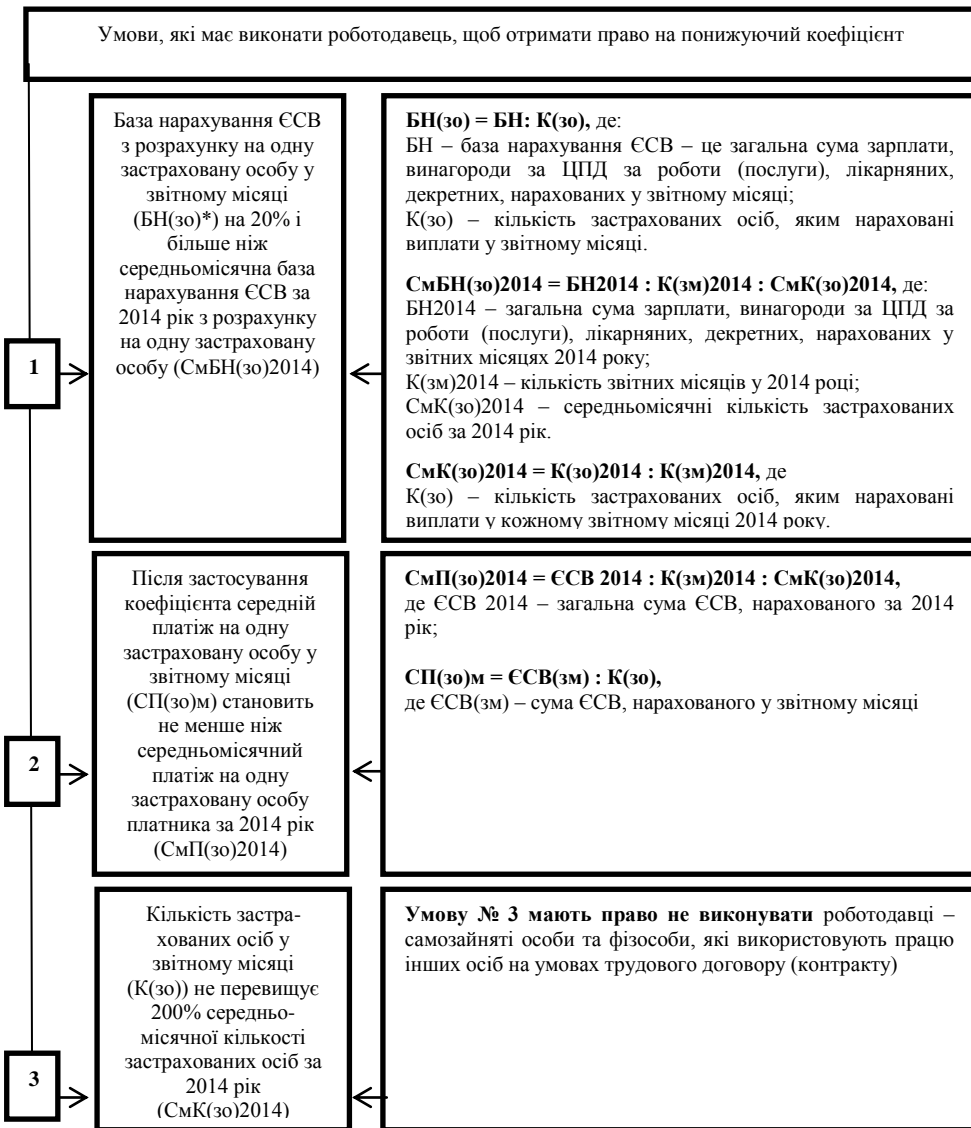 Умови, які має виконати роботодавець, щоб отримати право на понижуючий коефіцієнт
1
База нарахування ЄСВ
з розрахунку на одну
застраховану особу у
звітному місяці
(БН(зо)*) на 20% і
більше ніж
середньомісячна база
нарахування ЄСВ за
2014 рік з розрахунку
на одну застраховану
особу (СмБН(зо)2014)
БН(зо) = БН: К(зо), де:
БН – база нарахування ЄСВ – це загальна сума зарплати,
винагороди за ЦПД за роботи (послуги), лікарняних,
декретних, нарахованих у звітному місяці;
К(зо) – кількість застрахованих осіб, яким нараховані
виплати у звітному місяці.
СмБН(зо)2014 = БН2014 : К(зм)2014 : СмК(зо)2014, де:
БН2014 – загальна сума зарплати, винагороди за ЦПД за
роботи (послуги), лікарняних, декретних, нарахованих у
звітних місяцях 2014 року;
К(зм)2014 – кількість звітних місяців у 2014 році;
СмК(зо)2014 – середньомісячні кількість застрахованих
осіб за 2014 рік.
СмК(зо)2014 = К(зо)2014 : К(зм)2014, де
К(зо) – кількість застрахованих осіб, яким нараховані
виплати у кожному звітному місяці 2014 року.
2
Після застосування
коефіцієнта середній
платіж на одну
застраховану особу у
звітному місяці
(СП(зо)м) становить
не менше ніж
середньомісячний
платіж на одну
застраховану особу
платника за 2014 рік
(СмП(зо)2014)
СмП(зо)2014 = ЄСВ 2014 : К(зм)2014 : СмК(зо)2014,
де ЄСВ 2014 – загальна сума ЄСВ, нарахованого за 2014
рік;
СП(зо)м = ЄСВ(зм) : К(зо),
де ЄСВ(зм) – сума ЄСВ, нарахованого у звітному місяці
3
Кількість застра-
хованих осіб у
звітному місяці
(К(зо)) не перевищує
200% середньо-
місячної кількості
застрахованих осіб за
2014 рік
(СмК(зо)2014)
Умову № 3 мають право не виконувати роботодавці –
самозайняті особи та фізособи, які використовують працю
інших осіб на умовах трудового договору (контракту)